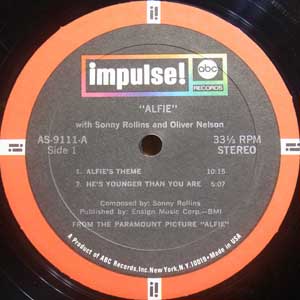 impulse!
abc
RECORDS
"ALFIE"
with Sonny Rollins and Oliver Nelson
AS-9111-A
33⅓ RPM
Side 1
STEREO
1. ALFIE'S THEME 10:15
2. HE'S YOUNGER THAN YOU ARE 5:07
Composed by: Sonny Rollins
Published by: Ensign Music Corp.—BMI
FROM THE PARAMOUNT PICTURE "ALFIE"
A Product of ABC Records, Inc. New York, N.Y. 10019 • Made in USA